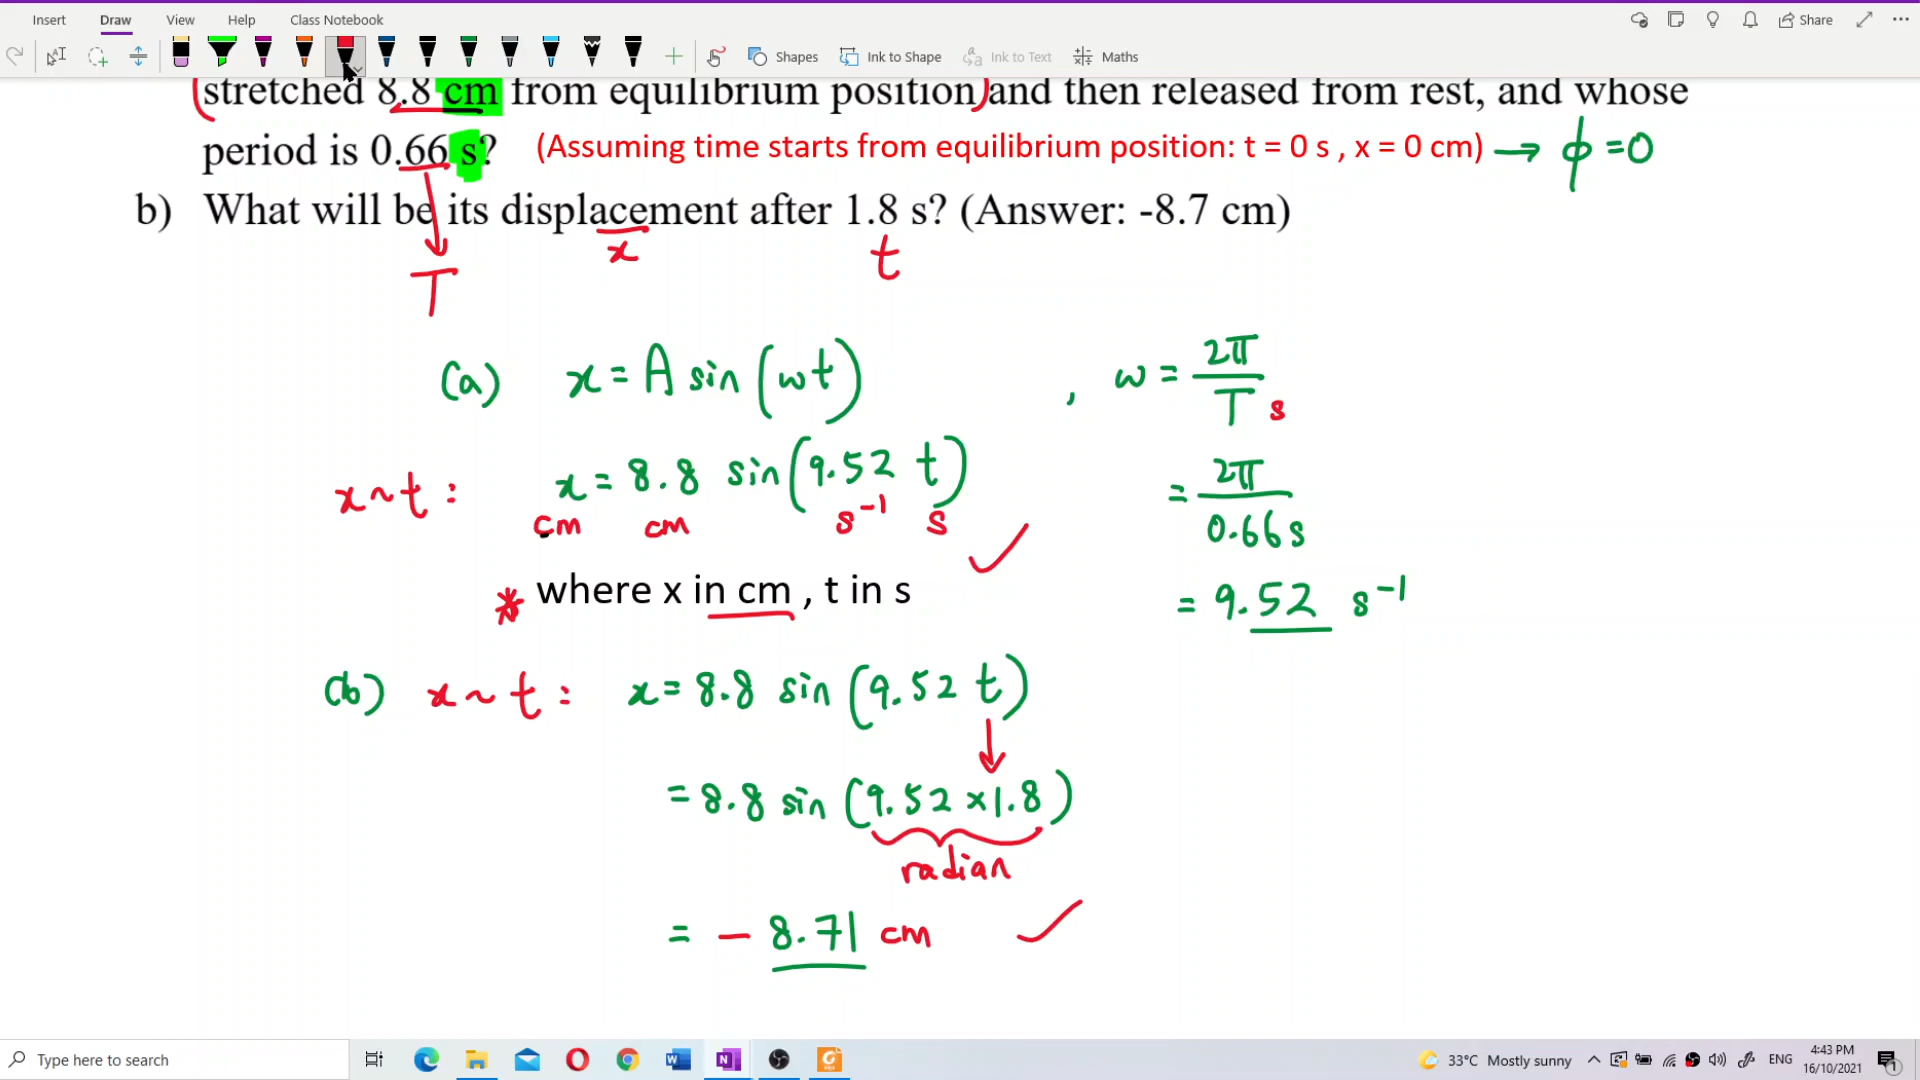 Insert Draw View Help Class Notebook Share
Shapes Ink to Shape Ink to Text Maths
(stretched 8.8 cm from equilibrium position) and then released from rest, and whose
period is 0.66 s? (Assuming time starts from equilibrium position: t = 0 s , x = 0 cm) → ϕ = 0
b) What will be its displacement after 1.8 s? (Answer: -8.7 cm)
x t
T
(a) x = A sin (ωt) , ω = 2π / T s
x ~ t : x = 8.8 sin (9.52 t) = 2π / 0.66 s
cm cm s⁻¹ s
* where x in cm , t in s = 9.52 s⁻¹
(b) x ~ t : x = 8.8 sin (9.52 t)
= 8.8 sin (9.52 × 1.8)
radian
= − 8.71 cm
Type here to search 33°C Mostly sunny ENG 4:43 PM
16/10/2021 1